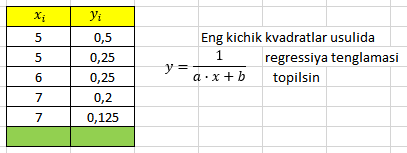 xᵢ yᵢ
5 0,5
5 0,25
6 0,25
7 0,2
7 0,125
Eng kichik kvadratlar usulida
y = 1 / (a · x + b) regressiya tenglamasi
topilsin